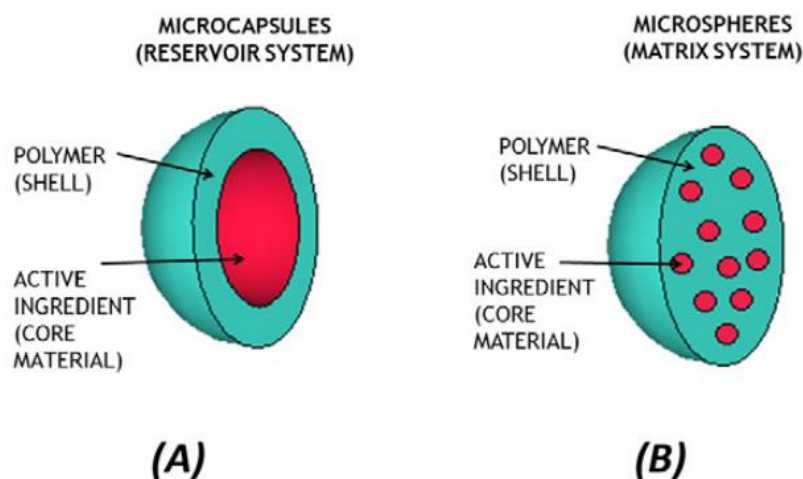 MICROCAPSULES
(RESERVOIR SYSTEM)
POLYMER
(SHELL)
ACTIVE
INGREDIENT
(CORE
MATERIAL)
(A)
MICROSPHERES
(MATRIX SYSTEM)
POLYMER
(SHELL)
ACTIVE
INGREDIENT
(CORE
MATERIAL)
(B)